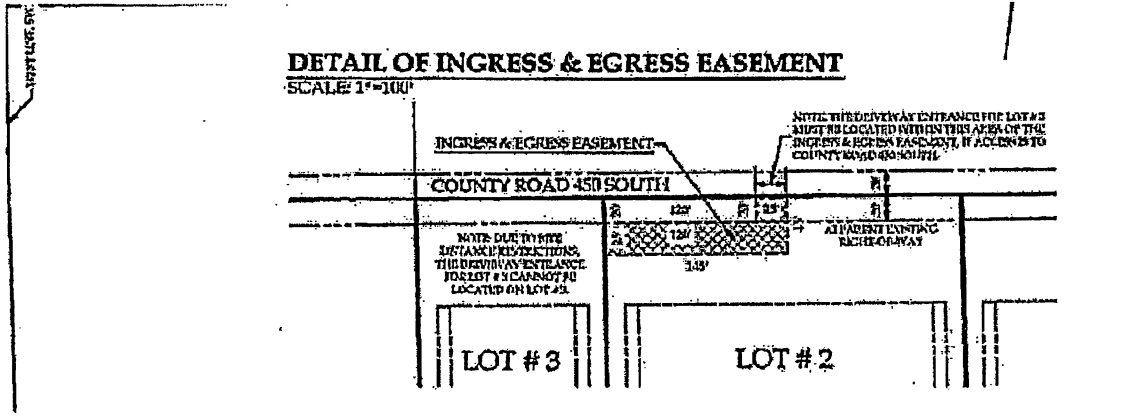 DETAIL OF INGRESS & EGRESS EASEMENT
SCALE: 1"=100'
NOTE: THE DRIVEWAY ENTRANCE FOR LOT #3
MUST BE LOCATED WITHIN THIS AREA OF THE
INGRESS & EGRESS EASEMENT, IF ACCESS IS TO
COUNTY ROAD 450 SOUTH.
INGRESS & EGRESS EASEMENT
COUNTY ROAD 450 SOUTH
120'
25'
120'
145'
APPARENT EXISTING
RIGHT-OF-WAY
NOTE: DUE TO SITE
DISTANCE RESTRICTIONS,
THE DRIVEWAY ENTRANCE
FOR LOT #3 CANNOT BE
LOCATED ON LOT #3.
LOT # 3
LOT # 2